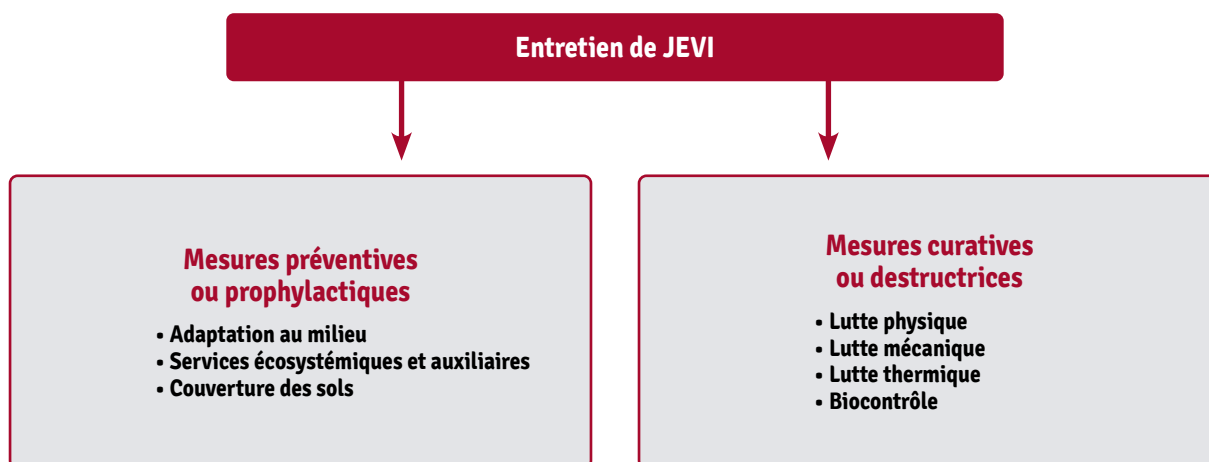 Entretien de JEVI
Mesures préventives
ou prophylactiques
• Adaptation au milieu
• Services écosystémiques et auxiliaires
• Couverture des sols
Mesures curatives
ou destructrices
• Lutte physique
• Lutte mécanique
• Lutte thermique
• Biocontrôle